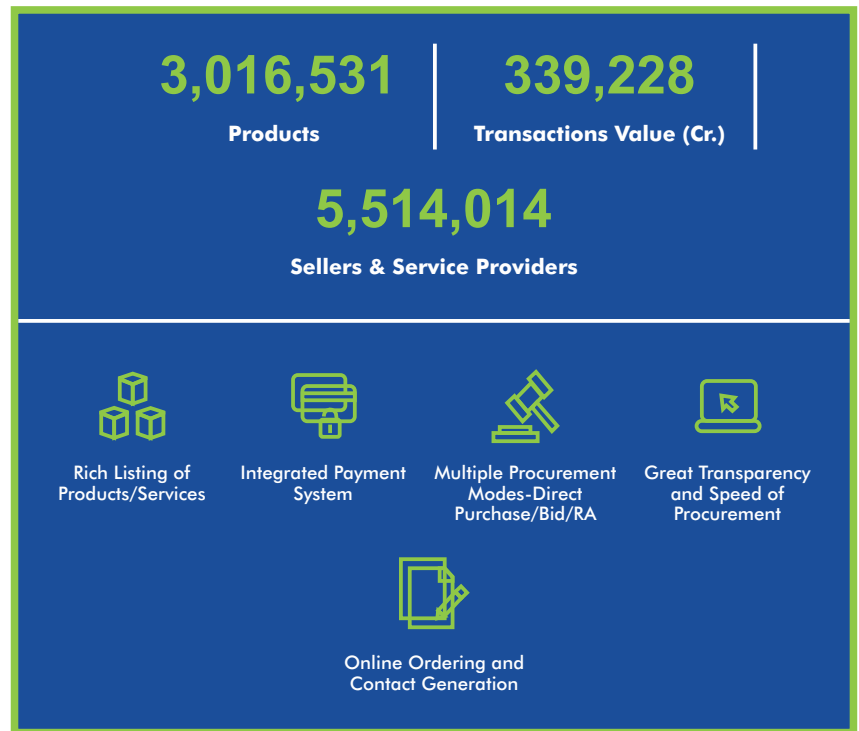 3,016,531
Products
339,228
Transactions Value (Cr.)
5,514,014
Sellers & Service Providers
Rich Listing of
Products/Services
Integrated Payment
System
Multiple Procurement
Modes-Direct
Purchase/Bid/RA
Great Transparency
and Speed of
Procurement
Online Ordering and
Contact Generation